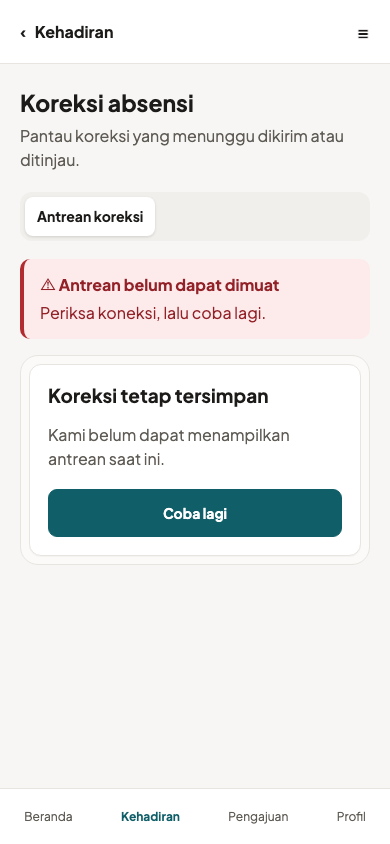 ‹ Kehadiran ≡
Koreksi absensi
Pantau koreksi yang menunggu dikirim atau
ditinjau.
Antrean koreksi
⚠ Antrean belum dapat dimuat
Periksa koneksi, lalu coba lagi.
Koreksi tetap tersimpan
Kami belum dapat menampilkan
antrean saat ini.
Coba lagi
Beranda Kehadiran Pengajuan Profil